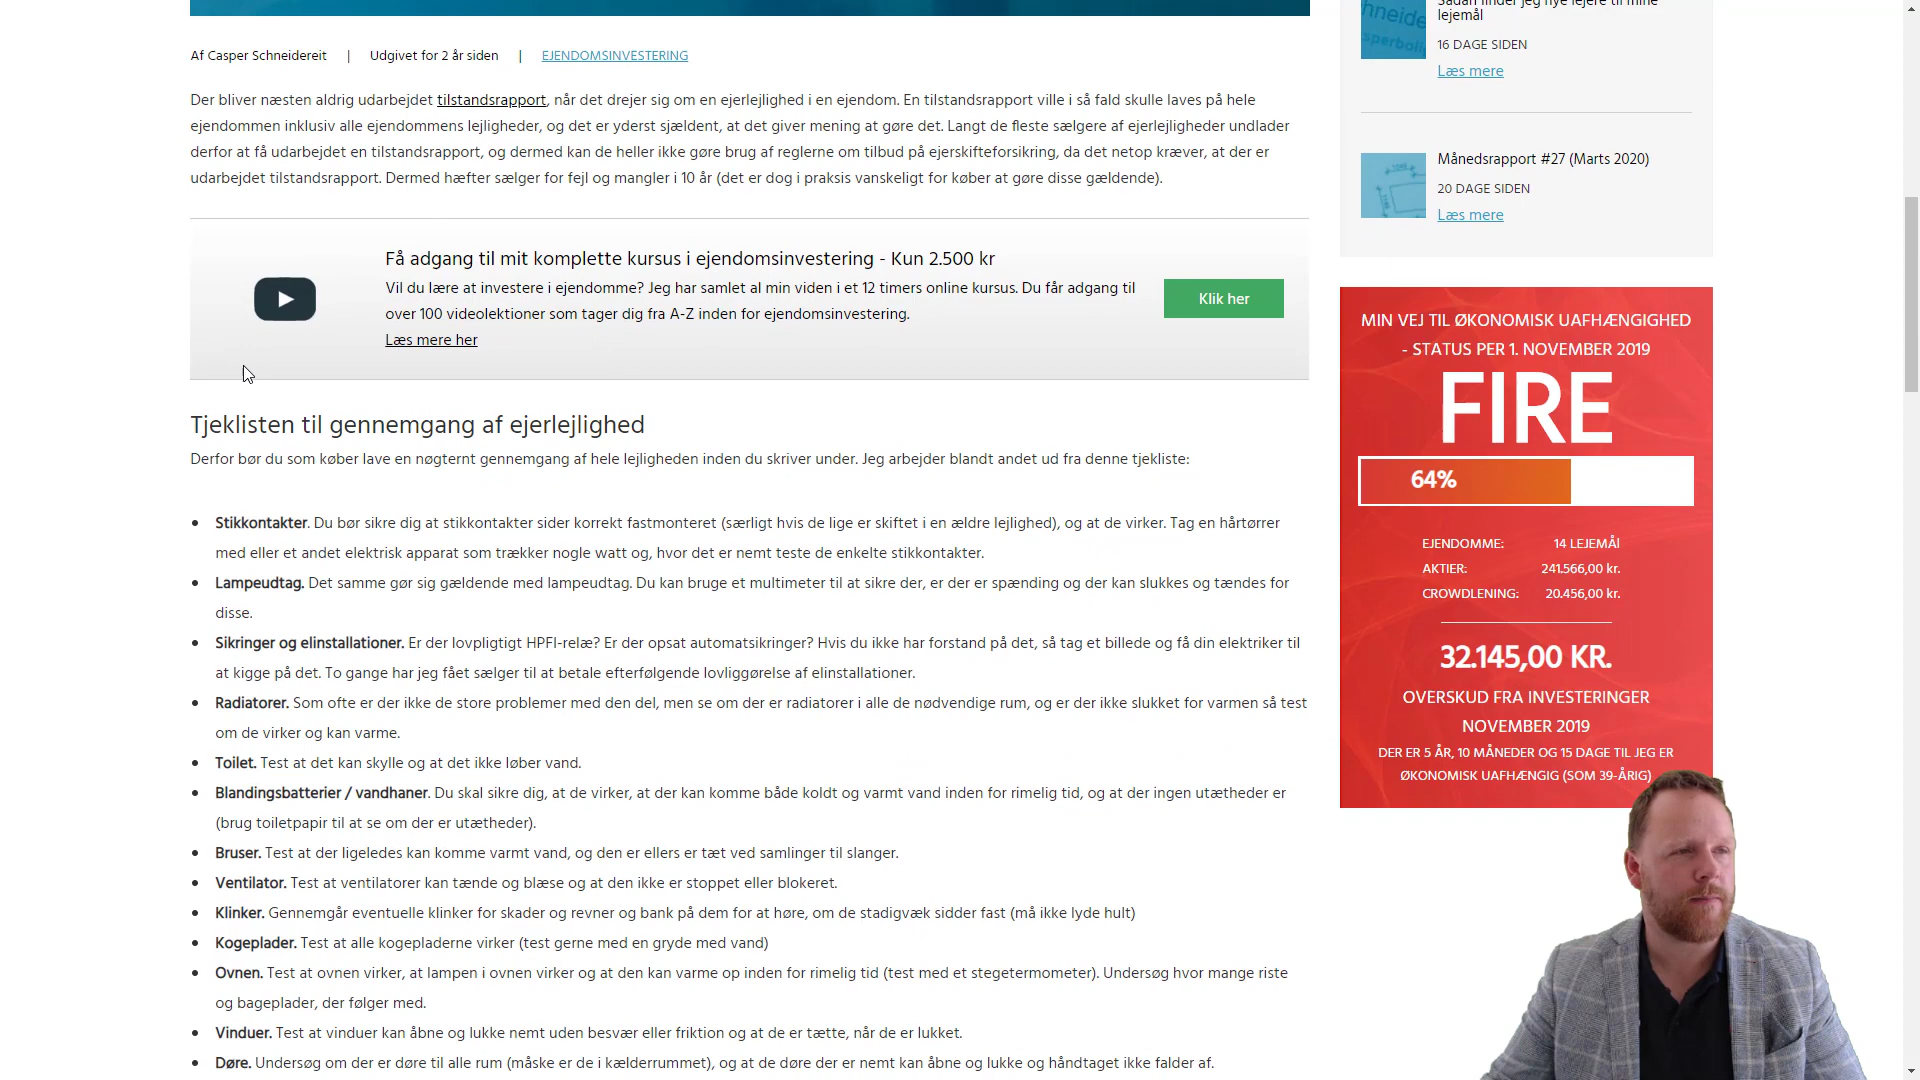 Af Casper Schneidereit | Udgivet for 2 år siden | EJENDOMSINVESTERING
Der bliver næsten aldrig udarbejdet tilstandsrapport, når det drejer sig om en ejerlejlighed i en ejendom. En tilstandsrapport ville i så fald skulle laves på hele
ejendommen inklusiv alle ejendommens lejligheder, og det er yderst sjældent, at det giver mening at gøre det. Langt de fleste sælgere af ejerlejligheder undlader
derfor at få udarbejdet en tilstandsrapport, og dermed kan de heller ikke gøre brug af reglerne om tilbud på ejerskifteforsikring, da det netop kræver, at der er
udarbejdet tilstandsrapport. Dermed hæfter sælger for fejl og mangler i 10 år (det er dog i praksis vanskeligt for køber at gøre disse gældende).
Få adgang til mit komplette kursus i ejendomsinvestering - Kun 2.500 kr
Vil du lære at investere i ejendomme? Jeg har samlet al min viden i et 12 timers online kursus. Du får adgang til
over 100 videolektioner som tager dig fra A-Z inden for ejendomsinvestering.
Læs mere her
Klik her
Tjeklisten til gennemgang af ejerlejlighed
Derfor bør du som køber lave en nøgternt gennemgang af hele lejligheden inden du skriver under. Jeg arbejder blandt andet ud fra denne tjekliste:
Stikkontakter. Du bør sikre dig at stikkontakter sider korrekt fastmonteret (særligt hvis de lige er skiftet i en ældre lejlighed), og at de virker. Tag en hårtørrer
med eller et andet elektrisk apparat som trækker nogle watt og, hvor det er nemt teste de enkelte stikkontakter.
Lampeudtag. Det samme gør sig gældende med lampeudtag. Du kan bruge et multimeter til at sikre der, er der er spænding og der kan slukkes og tændes for
disse.
Sikringer og elinstallationer. Er der lovpligtigt HPFI-relæ? Er der opsat automatsikringer? Hvis du ikke har forstand på det, så tag et billede og få din elektriker til
at kigge på det. To gange har jeg fået sælger til at betale efterfølgende lovliggørelse af elinstallationer.
Radiatorer. Som ofte er der ikke de store problemer med den del, men se om der er radiatorer i alle de nødvendige rum, og er der ikke slukket for varmen så test
om de virker og kan varme.
Toilet. Test at det kan skylle og at det ikke løber vand.
Blandingsbatterier / vandhaner. Du skal sikre dig, at de virker, at der kan komme både koldt og varmt vand inden for rimelig tid, og at der ingen utætheder er
(brug toiletpapir til at se om der er utætheder).
Bruser. Test at der ligeledes kan komme varmt vand, og den er ellers er tæt ved samlinger til slanger.
Ventilator. Test at ventilatorer kan tænde og blæse og at den ikke er stoppet eller blokeret.
Klinker. Gennemgår eventuelle klinker for skader og revner og bank på dem for at høre, om de stadigvæk sidder fast (må ikke lyde hult)
Kogeplader. Test at alle kogepladerne virker (test gerne med en gryde med vand)
Ovnen. Test at ovnen virker, at lampen i ovnen virker og at den kan varme op inden for rimelig tid (test med et stegetermometer). Undersøg hvor mange riste
og bageplader, der følger med.
Vinduer. Test at vinduer kan åbne og lukke nemt uden besvær eller friktion og at de er tætte, når de er lukket.
Døre. Undersøg om der er døre til alle rum (måske er de i kælderrummet), og at de døre der er nemt kan åbne og lukke og håndtaget ikke falder af.
Sådan finder jeg nye lejere til mine
lejemål
16 DAGE SIDEN
Læs mere
Månedsrapport #27 (Marts 2020)
20 DAGE SIDEN
Læs mere
MIN VEJ TIL ØKONOMISK UAFHÆNGIGHED
- STATUS PER 1. NOVEMBER 2019
FIRE
64%
EJENDOMME: 14 LEJEMÅl
AKTIER: 241.566,00 kr.
CROWDLENING: 20.456,00 kr.
32.145,00 KR.
OVERSKUD FRA INVESTERINGER
NOVEMBER 2019
DER ER 5 ÅR, 10 MÅNEDER OG 15 DAGE TIL JEG ER
ØKONOMISK UAFHÆNGIG (SOM 39-ÅRIG)